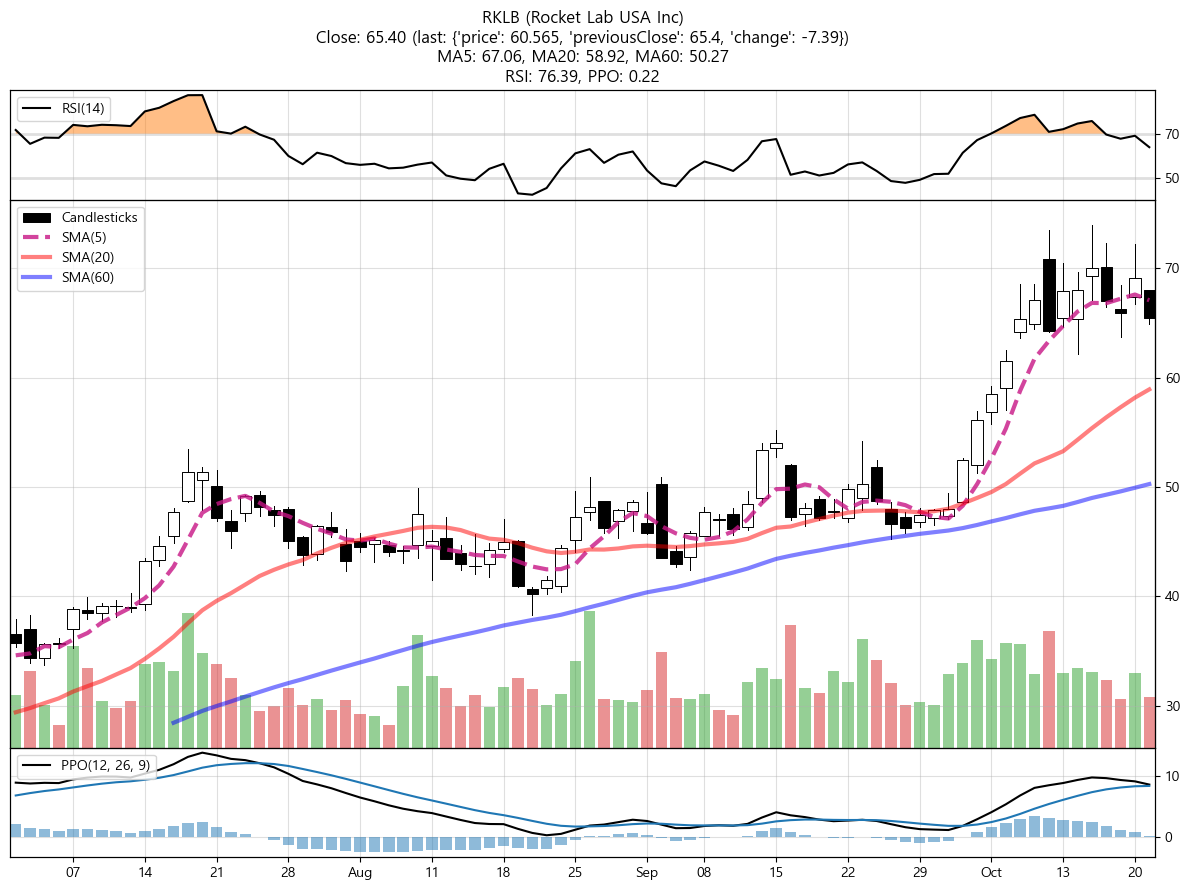 RKLB (Rocket Lab USA Inc)
Close: 65.40 (last: {'price': 60.565, 'previousClose': 65.4, 'change': -7.39})
MA5: 67.06, MA20: 58.92, MA60: 50.27
RSI: 76.39, PPO: 0.22
RSI(14)
70
50
Candlesticks
SMA(5)
SMA(20)
SMA(60)
70
60
50
40
30
PPO(12, 26, 9)
10
0
07 14 21 28 Aug 11 18 25 Sep 08 15 22 29 Oct 13 20